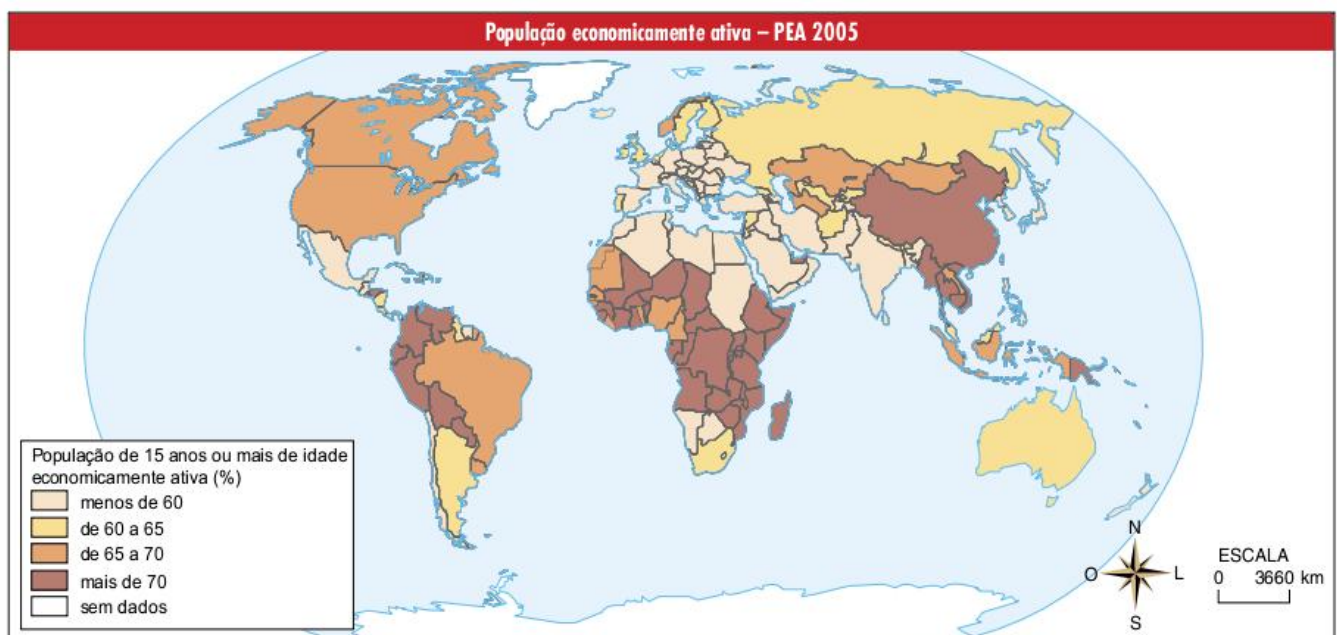 População economicamente ativa – PEA 2005
População de 15 anos ou mais de idade
economicamente ativa (%)
menos de 60
de 60 a 65
de 65 a 70
mais de 70
sem dados
N
O
L
S
ESCALA
0 3660 km